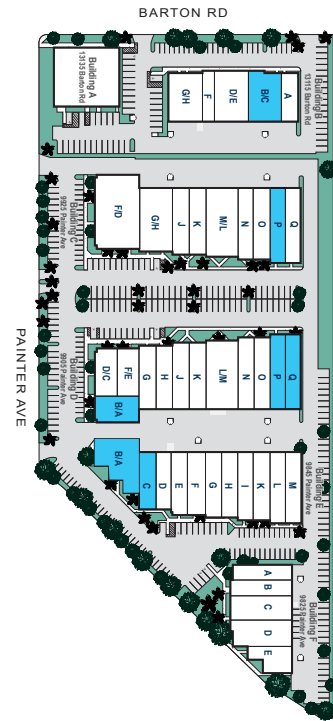 BARTON RD
Building A
13135 Barton Rd
Building B
13115 Barton Rd
G/H
F
D/E
B/C
A
Building C
9925 Painter Ave
F/D
G/H
J
K
M/L
N
O
P
Q
Building D
9905 Painter Ave
D/C
F/E
B/A
G
H
J
K
L/M
N
O
P
Q
PAINTER AVE
Building E
9845 Painter Ave
B/A
C
D
E
F
G
H
I
K
L
M
Building F
9825 Painter Ave
A
B
C
D
E